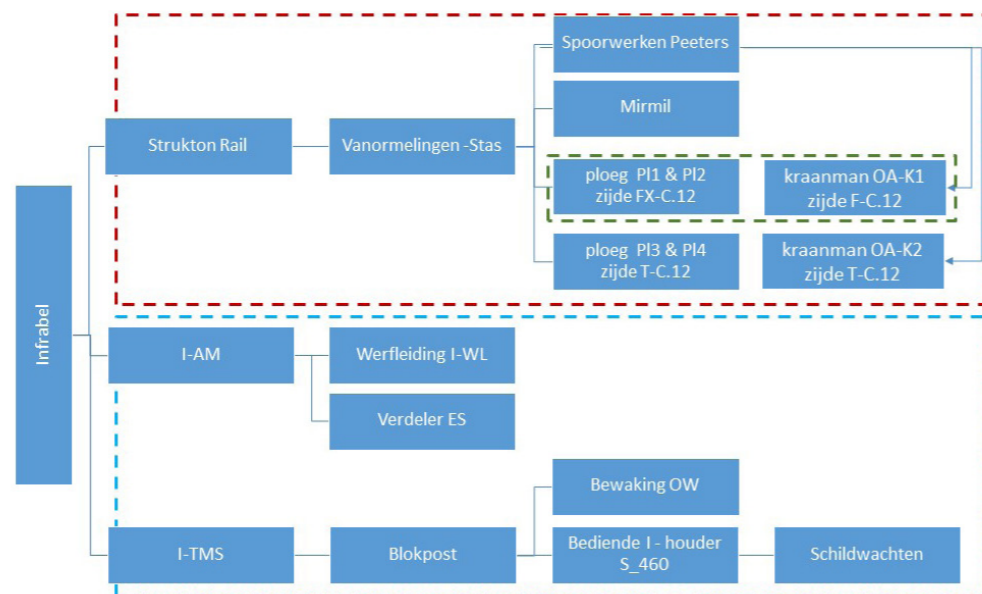 Infrabel
Strukton Rail
Vanormelingen -Stas
Spoorwerken Peeters
Mirmil
ploeg Pl1 & Pl2
zijde FX-C.12
kraanman OA-K1
zijde F-C.12
ploeg Pl3 & Pl4
zijde T-C.12
kraanman OA-K2
zijde T-C.12
I-AM
Werfleiding I-WL
Verdeler ES
I-TMS
Blokpost
Bewaking OW
Bediende I - houder
S_460
Schildwachten